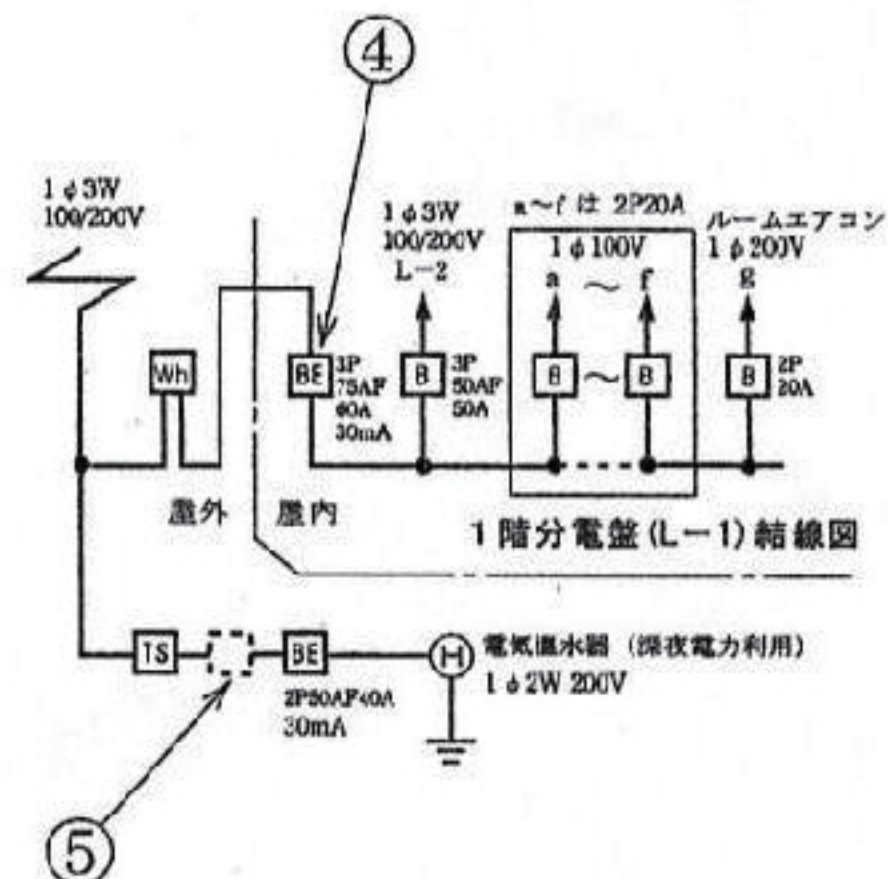 ④
1φ3W
100/200V
1φ3W
100/200V
L-2
a～fは 2P20A
1φ100V
a ～ f
ルームエアコン
1φ200V
g
Wh
BE
3P
75AF
60A
30mA
B
3P
50AF
50A
B ～ B
B
2P
20A
屋外
屋内
1階分電盤(L-1)結線図
TS
BE
2P50AF40A
30mA
H
電気温水器 (深夜電力利用)
1φ2W 200V
⑤